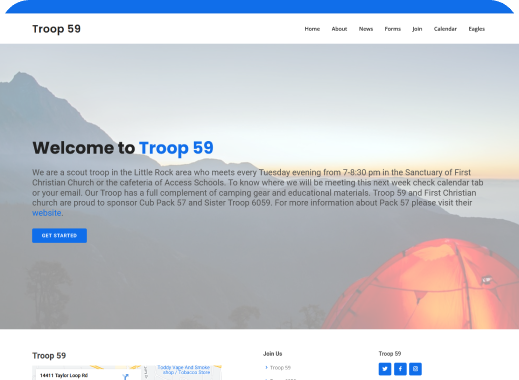 Troop 59
Home About News Forms Join Calendar Eagles
Welcome to Troop 59
We are a scout troop in the Little Rock area who meets every Tuesday evening from 7-8:30 pm in the Sanctuary of First
Christian Church or the cafeteria of Access Schools. To know where we will be meeting this next week check calendar tab
or your email. Our Troop has a full complement of camping gear and educational materials. Troop 59 and First Christian
church are proud to sponsor Cub Pack 57 and Sister Troop 6059. For more information about Pack 57 please visit their
website.
GET STARTED
Troop 59
Join Us
Troop 59
14411 Taylor Loop Rd
Toddy Vape And Smoke
shop / Tobacco Store
Troop 59